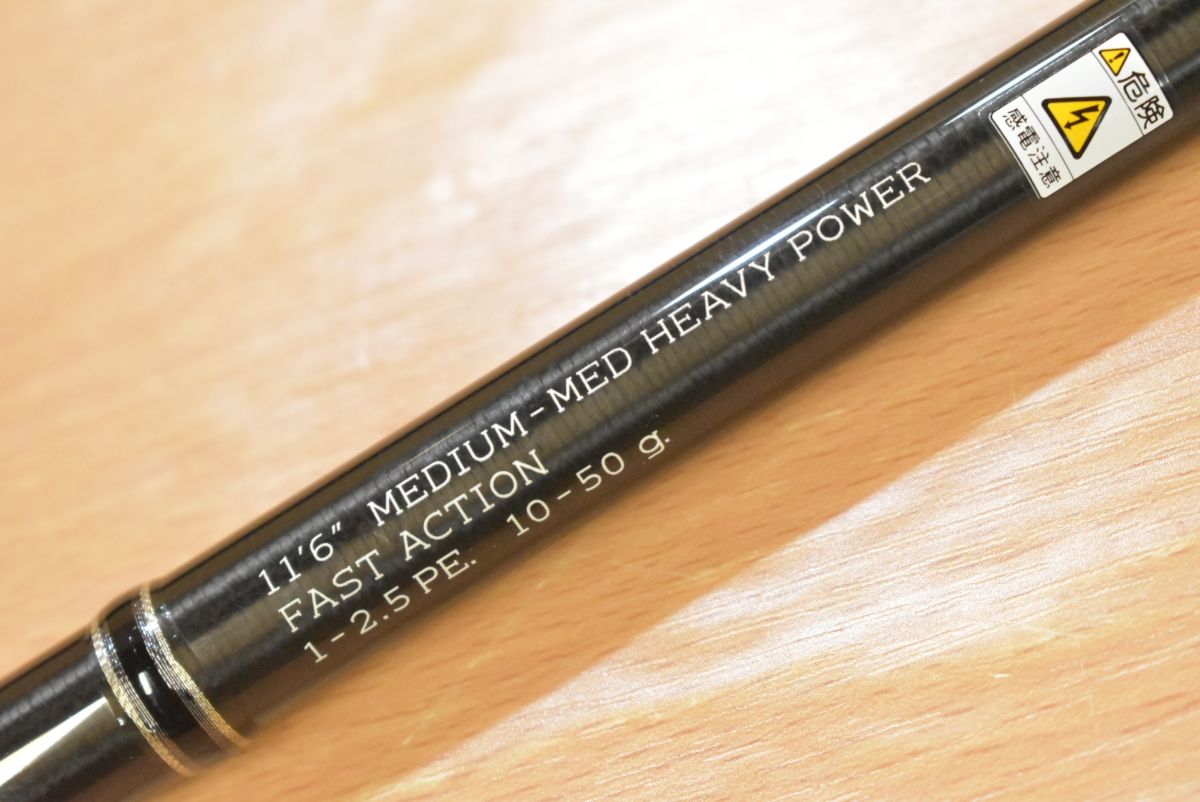 11'6" MEDIUM-MED HEAVY POWER
FAST ACTION
1-2.5 PE. 10-50 g.
危険
感電注意